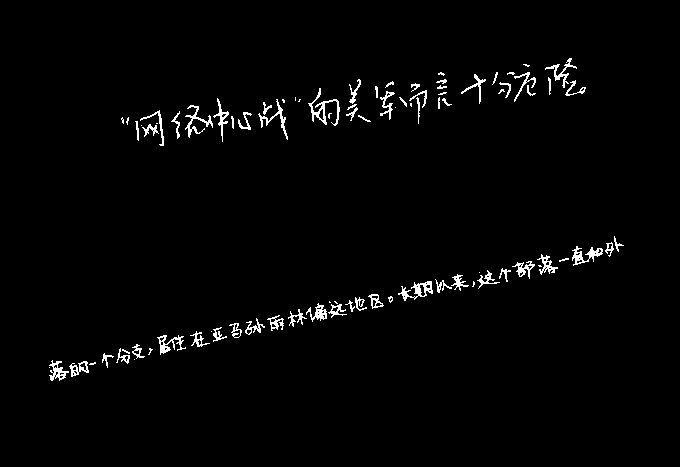 “网络中心战”的美军而言十分危险。
落的一个分支,居住在亚马孙雨林偏远地区。长期以来,这个部落一直和外